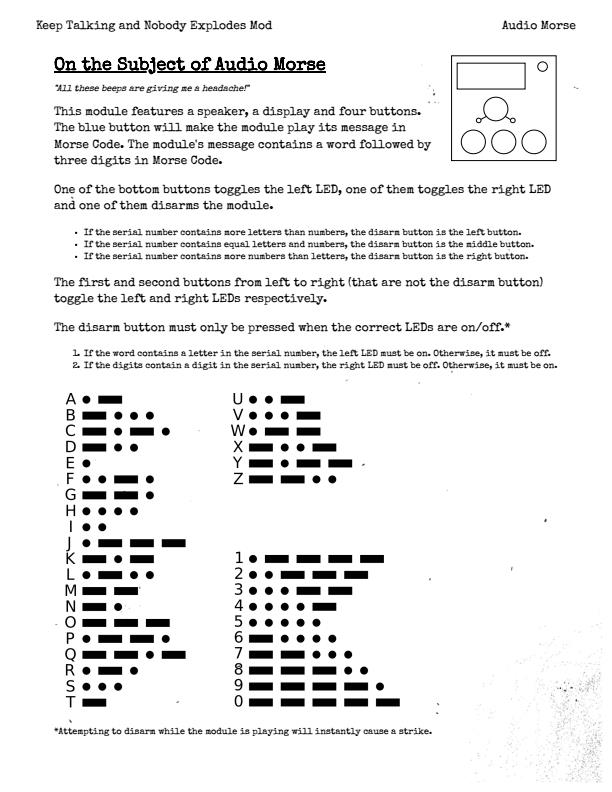 Keep Talking and Nobody Explodes Mod Audio Morse
On the Subject of Audio Morse
"All these beeps are giving me a headache!"
This module features a speaker, a display and four buttons.
The blue button will make the module play its message in
Morse Code. The module's message contains a word followed by
three digits in Morse Code.
One of the bottom buttons toggles the left LED, one of them toggles the right LED
and one of them disarms the module.
• If the serial number contains more letters than numbers, the disarm button is the left button.
• If the serial number contains equal letters and numbers, the disarm button is the middle button.
• If the serial number contains more numbers than letters, the disarm button is the right button.
The first and second buttons from left to right (that are not the disarm button)
toggle the left and right LEDs respectively.
The disarm button must only be pressed when the correct LEDs are on/off.*
1. If the word contains a letter in the serial number, the left LED must be on. Otherwise, it must be off.
2. If the digits contain a digit in the serial number, the right LED must be off. Otherwise, it must be on.
A
B
C
D
E
F
G
H
I
J
K
L
M
N
O
P
Q
R
S
T
U
V
W
X
Y
Z
1
2
3
4
5
6
7
8
9
0
*Attempting to disarm while the module is playing will instantly cause a strike.